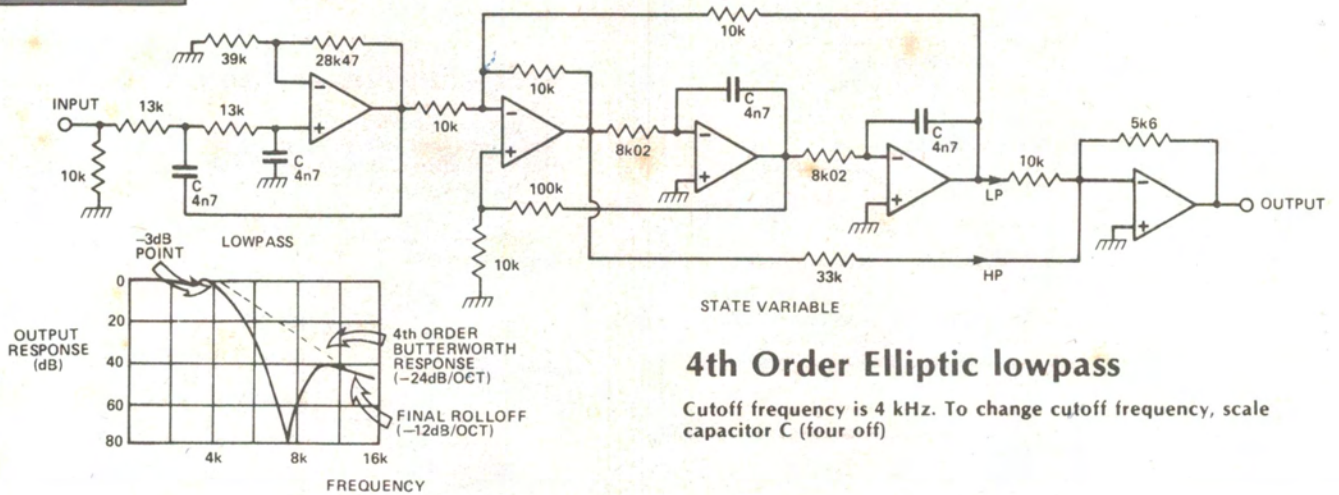 10k
39k
28k47
10k
INPUT
13k
13k
C
4n7
8k02
10k
C
4n7
8k02
C
4n7
5k6
10k
LP
OUTPUT
10k
C
4n7
C
4n7
100k
10k
33k
HP
LOWPASS
STATE VARIABLE
-3dB
POINT
0
20
40
60
80
OUTPUT
RESPONSE
(dB)
4th ORDER
BUTTERWORTH
RESPONSE
(-24dB/OCT)
FINAL ROLLOFF
(-12dB/OCT)
4k
8k
16k
FREQUENCY
4th Order Elliptic lowpass
Cutoff frequency is 4 kHz. To change cutoff frequency, scale
capacitor C (four off)